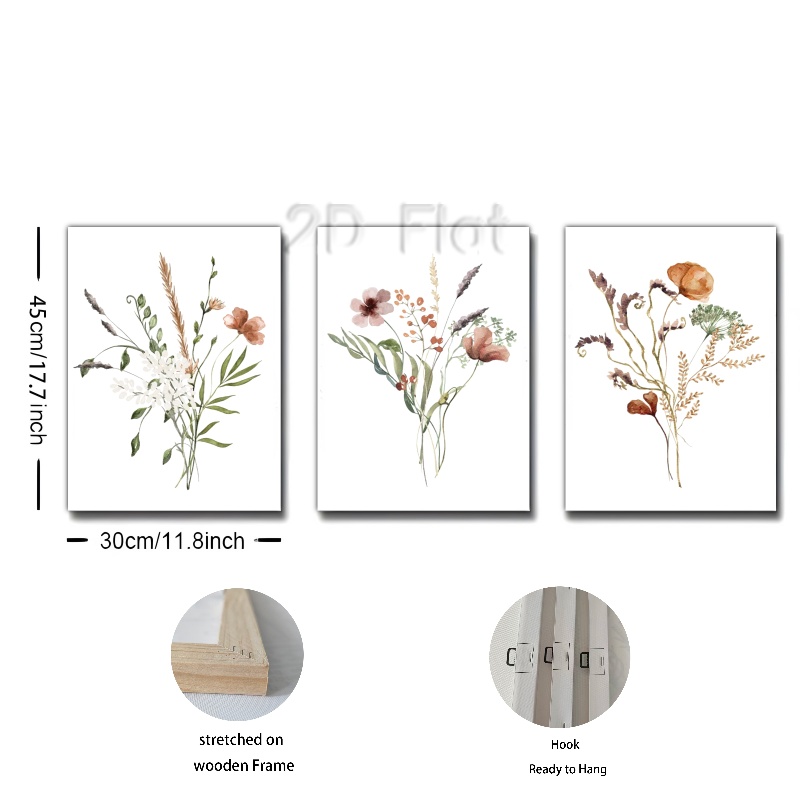 2D Flat
45cm/17.7inch
30cm/11.8inch
stretched on
wooden Frame
Hook
Ready to Hang